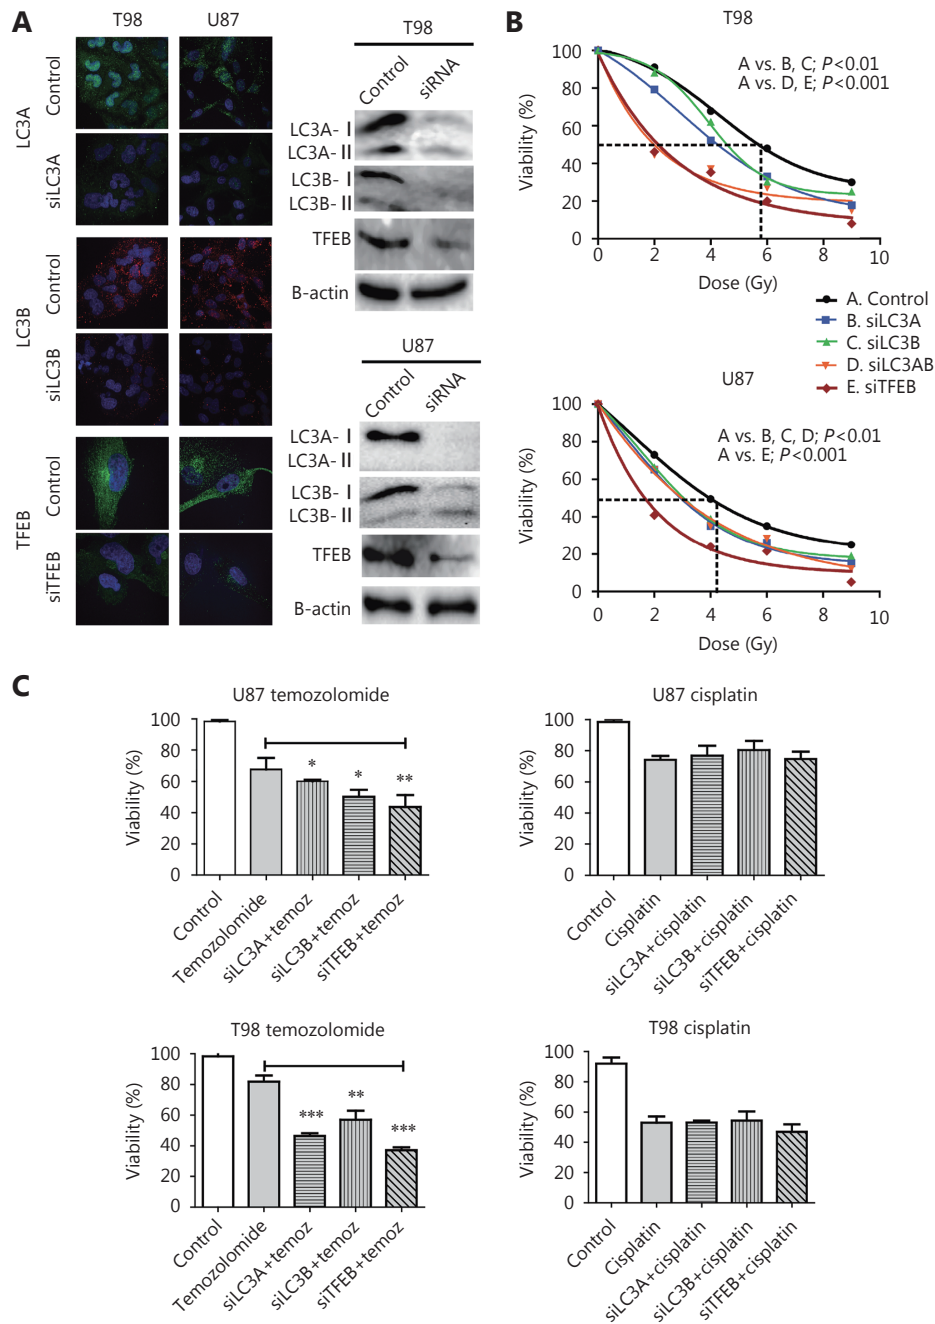 A
T98 U87
LC3A
Control
siLC3A
LC3B
Control
siLC3B
TFEB
Control
siTFEB
T98
Control siRNA
LC3A- I
LC3A- II
LC3B- I
LC3B- II
TFEB
B-actin
U87
Control siRNA
LC3A- I
LC3A- II
LC3B- I
LC3B- II
TFEB
B-actin
B
T98
Viability (%)
100
80
60
40
20
0
A vs. B, C; P<0.01
A vs. D, E; P<0.001
0 2 4 6 8 10
Dose (Gy)
A. Control
B. siLC3A
C. siLC3B
D. siLC3AB
E. siTFEB
U87
Viability (%)
100
80
60
40
20
0
A vs. B, C, D; P<0.01
A vs. E; P<0.001
0 2 4 6 8 10
Dose (Gy)
C
U87 temozolomide
Viability (%)
100
80
60
40
20
0
* * **
Control
Temozolomide
siLC3A+temoz
siLC3B+temoz
siTFEB+temoz
U87 cisplatin
Viability (%)
100
80
60
40
20
0
Control
Cisplatin
siLC3A+cisplatin
siLC3B+cisplatin
siTFEB+cisplatin
T98 temozolomide
Viability (%)
100
80
60
40
20
0
*** ** ***
Control
Temozolomide
siLC3A+temoz
siLC3B+temoz
siTFEB+temoz
T98 cisplatin
Viability (%)
100
80
60
40
20
0
Control
Cisplatin
siLC3A+cisplatin
siLC3B+cisplatin
siTFEB+cisplatin